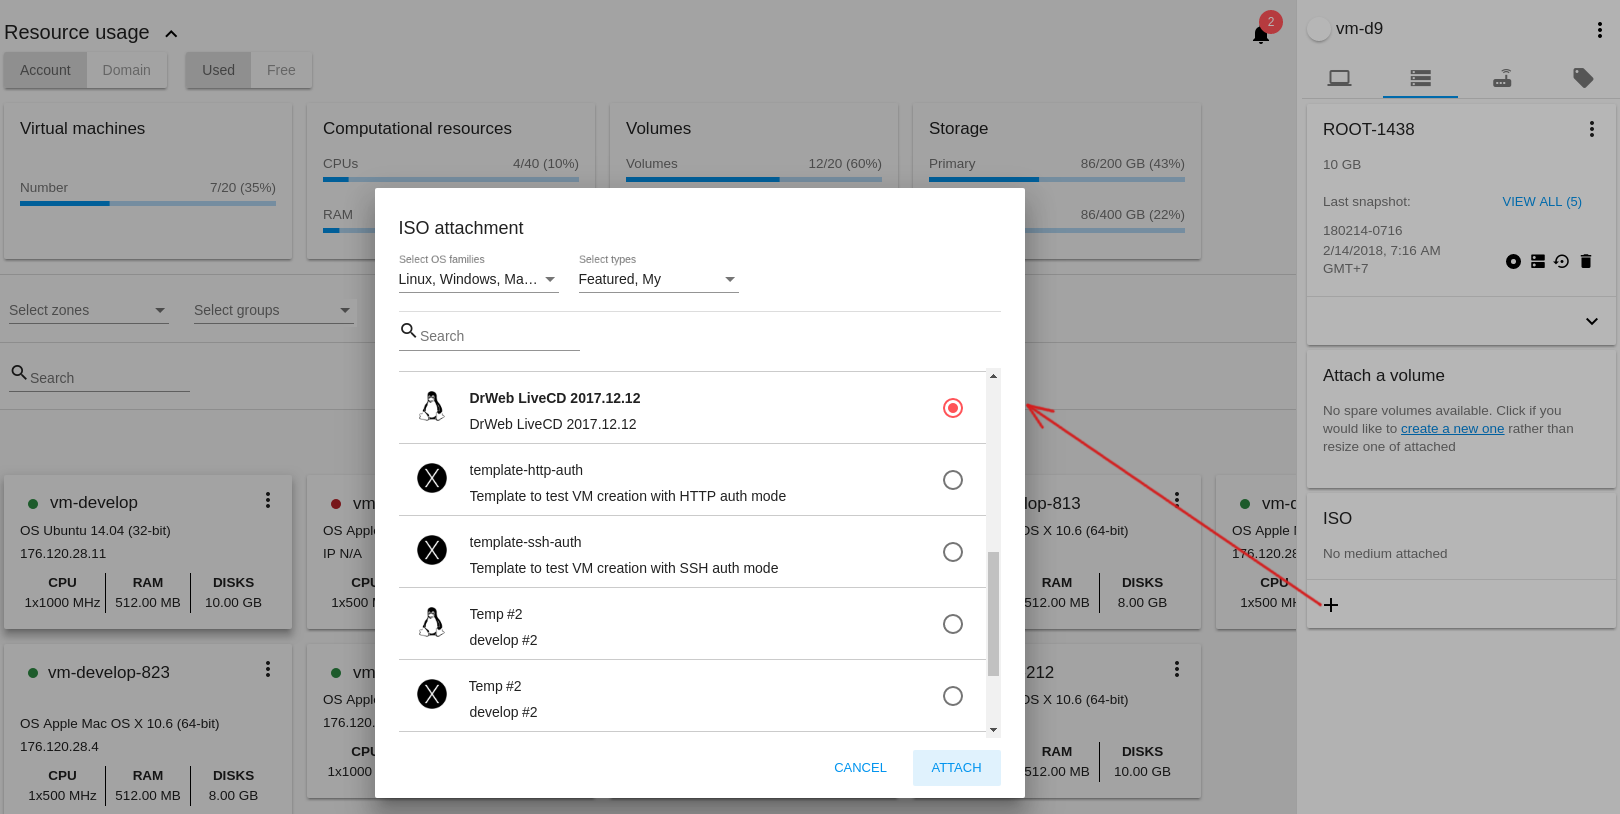 Resource usage
2
Account
Domain
Used
Free
Virtual machines
Number
7/20 (35%)
Computational resources
CPUs
4/40 (10%)
RAM
Volumes
Volumes
12/20 (60%)
Storage
Primary
86/200 GB (43%)
86/400 GB (22%)
Select zones
Select groups
Search
vm-develop
OS Ubuntu 14.04 (32-bit)
176.120.28.11
CPU RAM DISKS
1x1000 MHz 512.00 MB 10.00 GB
vm
OS Appl
IP N/A
CPU
1x500 M
lop-813
OS X 10.6 (64-bit)
RAM DISKS
512.00 MB 8.00 GB
vm-d
OS Apple M
176.120.28
CPU
1x500 MH
vm-develop-823
OS Apple Mac OS X 10.6 (64-bit)
176.120.28.4
CPU RAM DISKS
1x500 MHz 512.00 MB 8.00 GB
vm
OS Appl
176.120.
CPU
1x1000
212
OS X 10.6 (64-bit)
RAM DISKS
512.00 MB 10.00 GB
ISO attachment
Select OS families
Linux, Windows, Ma…
Select types
Featured, My
Search
DrWeb LiveCD 2017.12.12
DrWeb LiveCD 2017.12.12
template-http-auth
Template to test VM creation with HTTP auth mode
template-ssh-auth
Template to test VM creation with SSH auth mode
Temp #2
develop #2
Temp #2
develop #2
CANCEL
ATTACH
vm-d9
ROOT-1438
10 GB
Last snapshot:
VIEW ALL (5)
180214-0716
2/14/2018, 7:16 AM
GMT+7
Attach a volume
No spare volumes available. Click if you
would like to create a new one rather than
resize one of attached
ISO
No medium attached